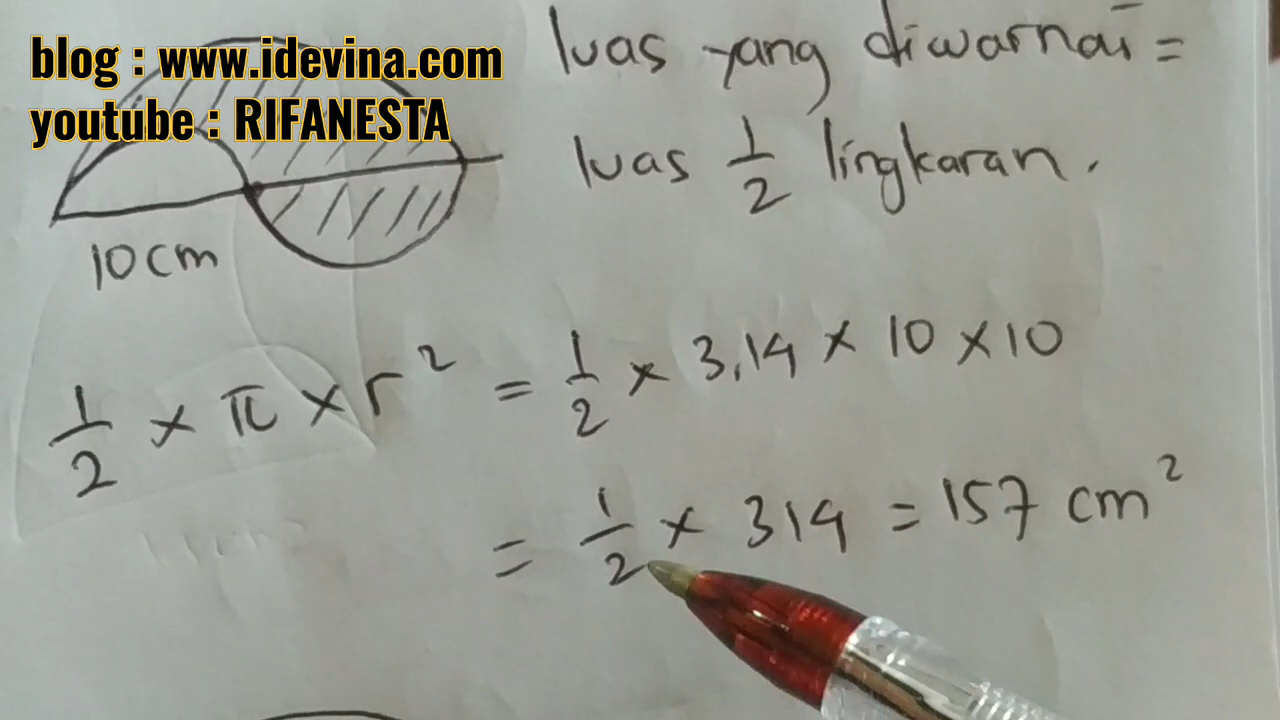 blog : www.idevina.com
youtube : RIFANESTA
luas yang diwarnai =
luas 1/2 lingkaran.
10 cm
1/2 × π × r² = 1/2 × 3,14 × 10 × 10
= 1/2 × 314 = 157 cm²